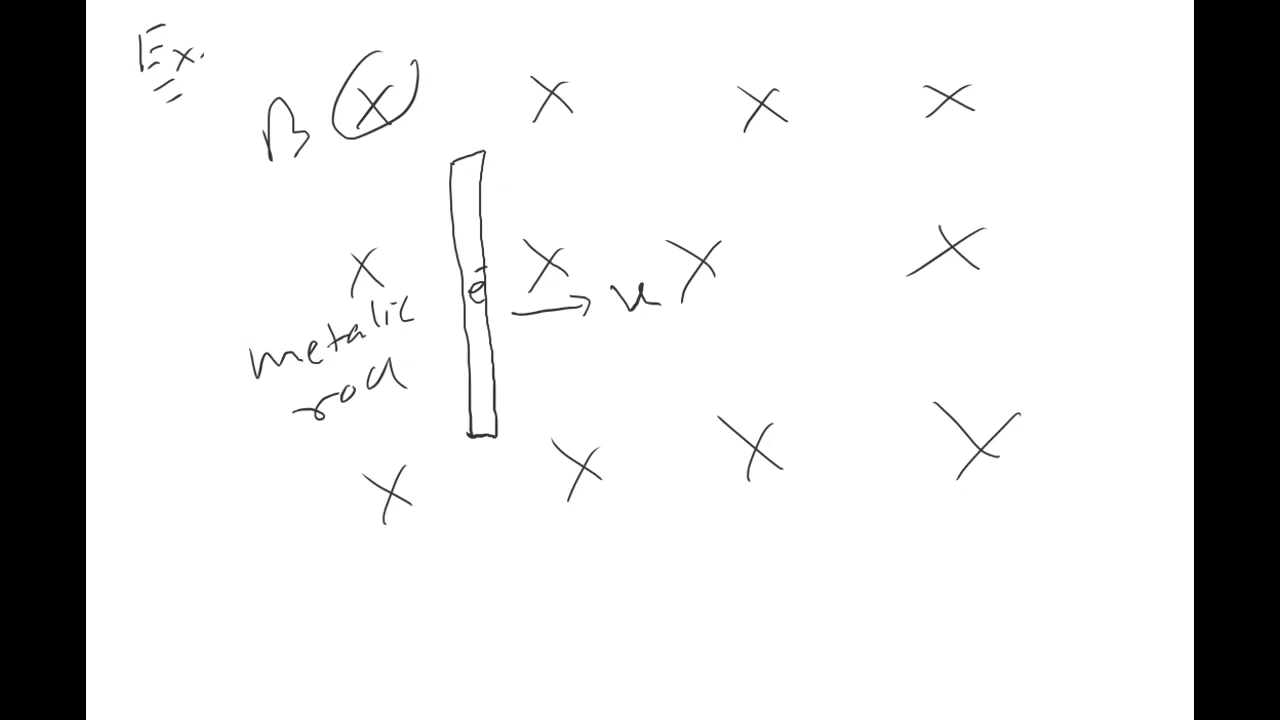 Ex.
B X X X X
X X X X
e⁻ → v
metalic
rod
X X X X